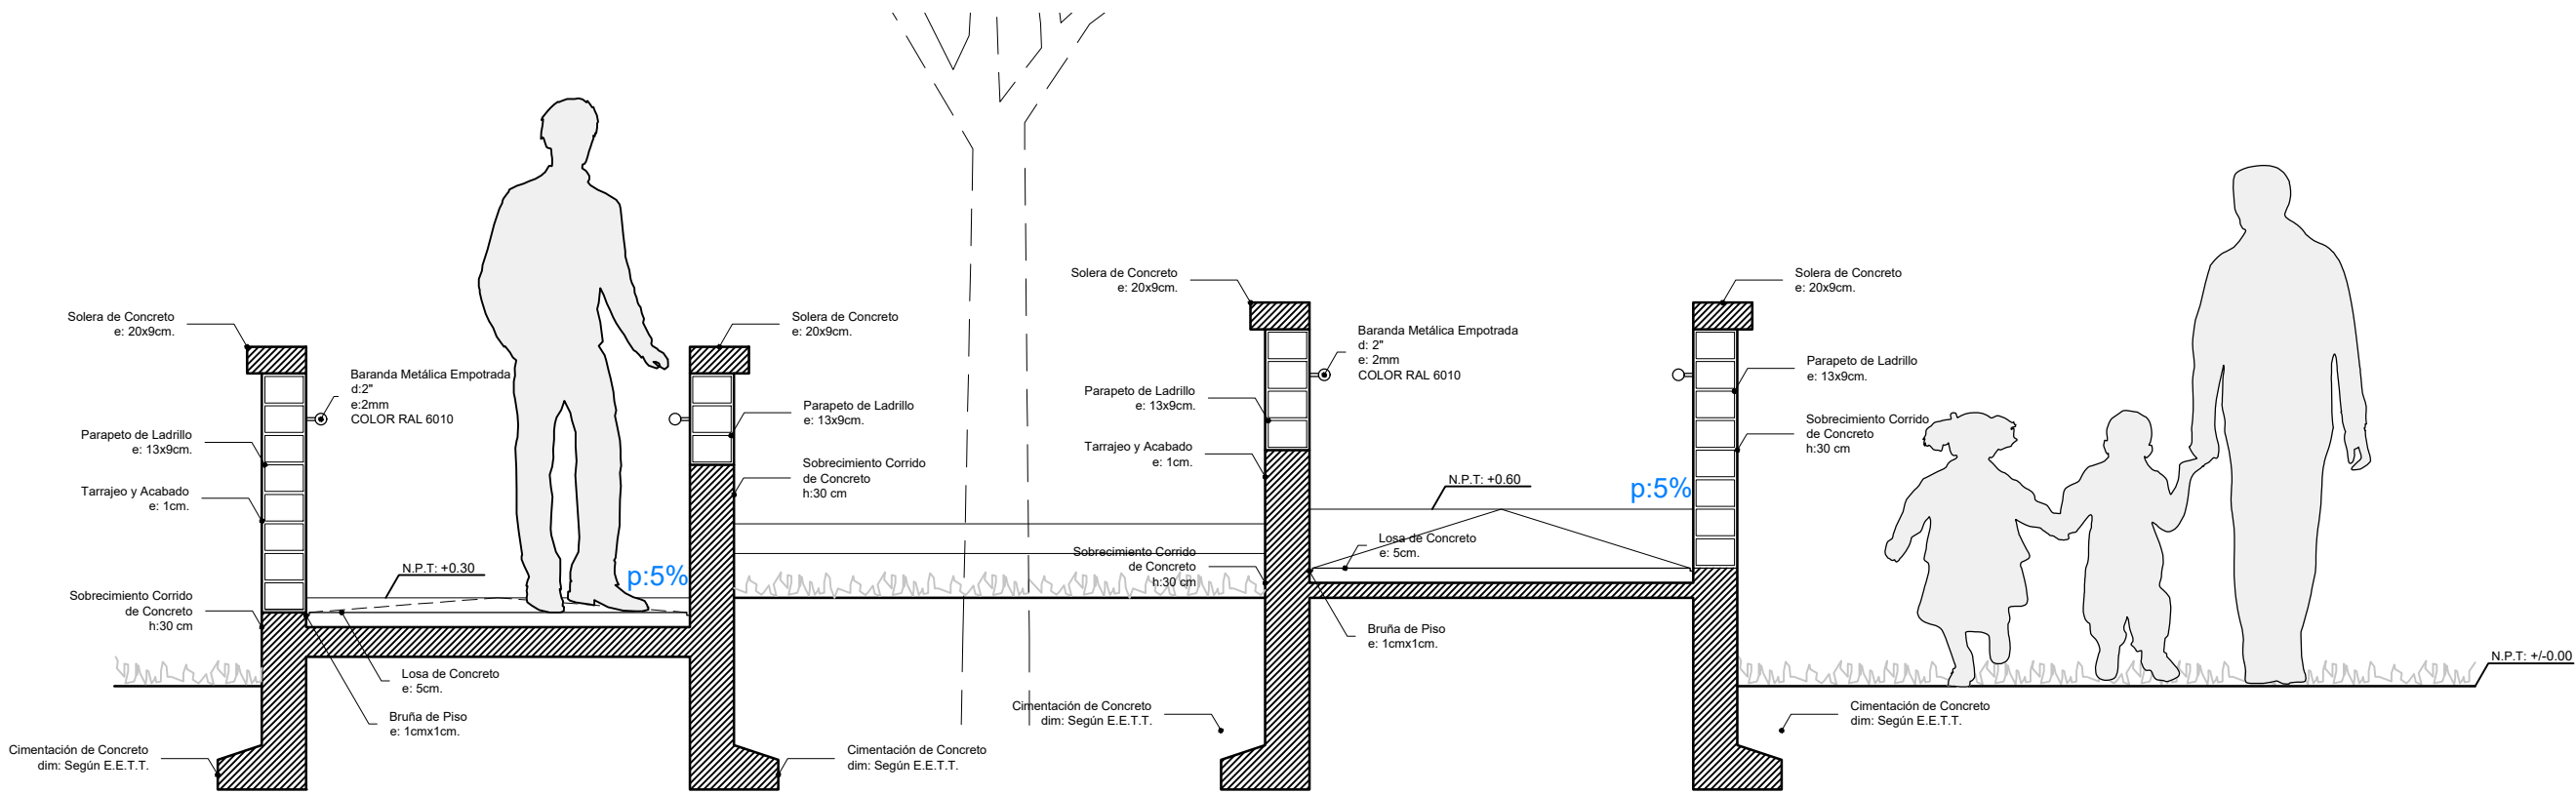 Solera de Concreto
e: 20x9cm.
Baranda Metálica Empotrada
d:2"
e:2mm
COLOR RAL 6010
Parapeto de Ladrillo
e: 13x9cm.
Tarrajeo y Acabado
e: 1cm.
N.P.T: +0.30
p:5%
Sobrecimiento Corrido
de Concreto
h:30 cm
Losa de Concreto
e: 5cm.
Bruña de Piso
e: 1cmx1cm.
Cimentación de Concreto
dim: Según E.E.T.T.
Solera de Concreto
e: 20x9cm.
Parapeto de Ladrillo
e: 13x9cm.
Sobrecimiento Corrido
de Concreto
h:30 cm
Cimentación de Concreto
dim: Según E.E.T.T.
Solera de Concreto
e: 20x9cm.
Baranda Metálica Empotrada
d: 2"
e: 2mm
COLOR RAL 6010
Parapeto de Ladrillo
e: 13x9cm.
Tarrajeo y Acabado
e: 1cm.
N.P.T: +0.60
p:5%
Losa de Concreto
e: 5cm.
Sobrecimiento Corrido
de Concreto
h:30 cm
Bruña de Piso
e: 1cmx1cm.
Cimentación de Concreto
dim: Según E.E.T.T.
Solera de Concreto
e: 20x9cm.
Parapeto de Ladrillo
e: 13x9cm.
Sobrecimiento Corrido
de Concreto
h:30 cm
N.P.T: +/-0.00
Cimentación de Concreto
dim: Según E.E.T.T.